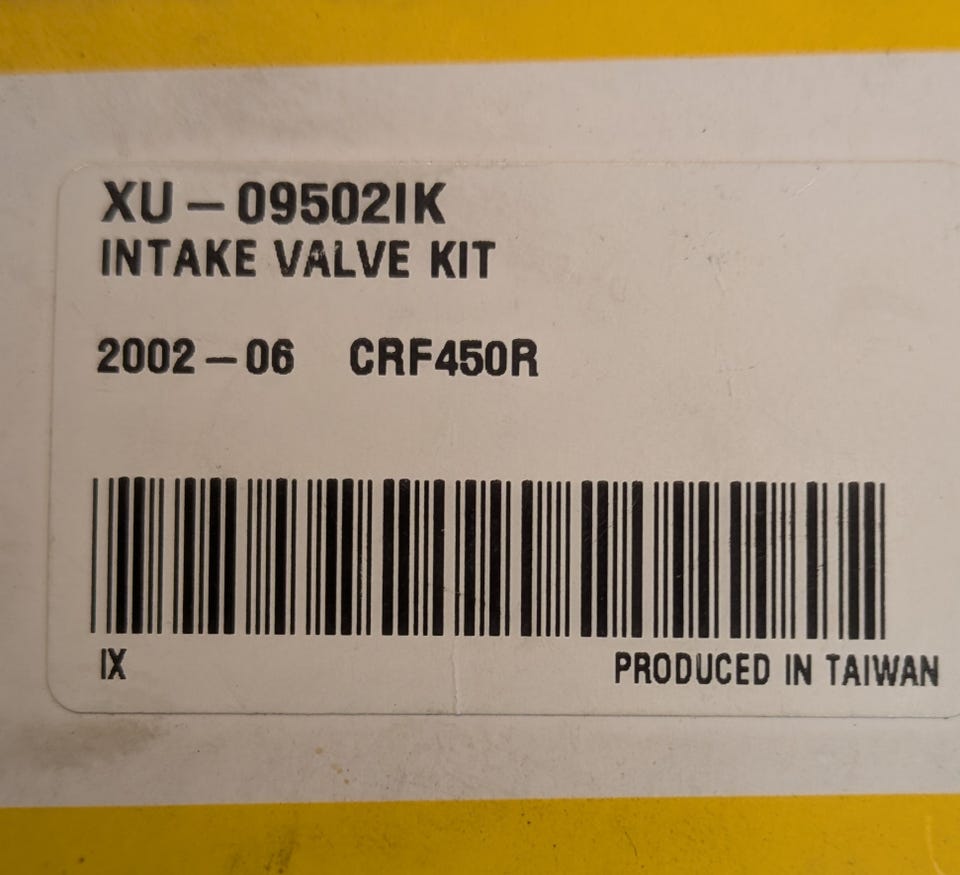 XU-09502IK
INTAKE VALVE KIT
2002-06 CRF450R
IX
PRODUCED IN TAIWAN